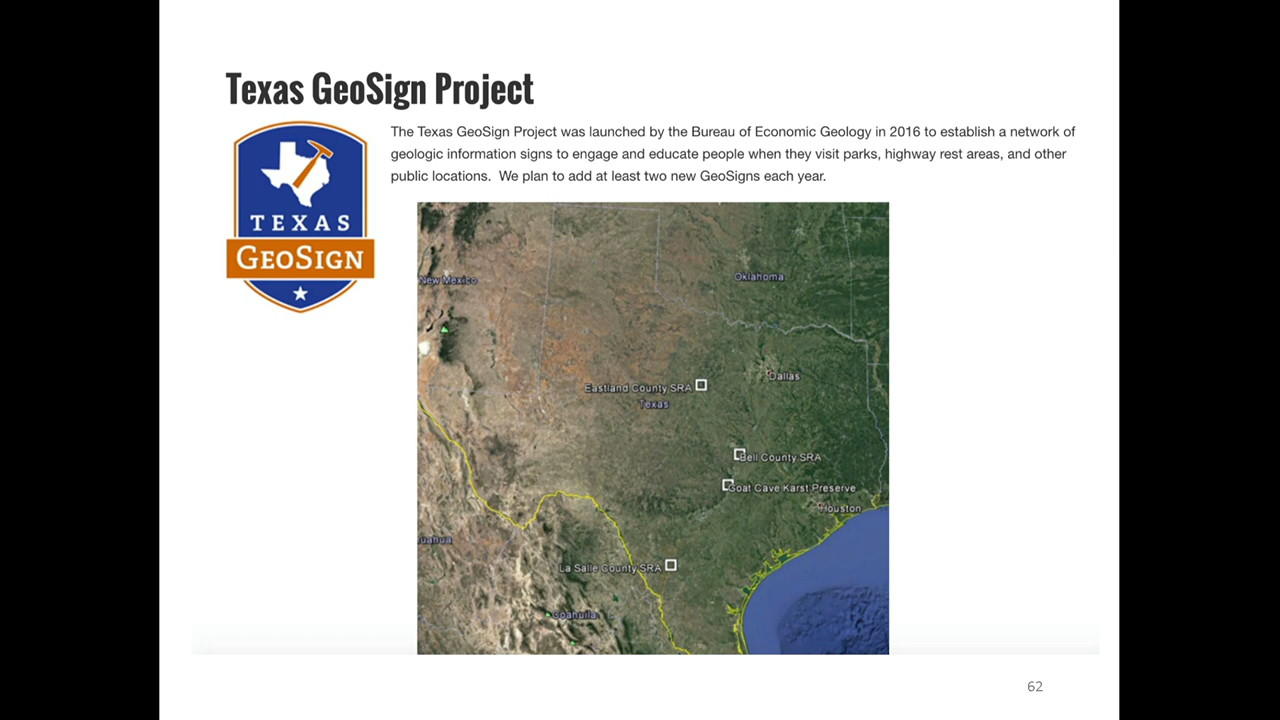 Texas GeoSign Project
The Texas GeoSign Project was launched by the Bureau of Economic Geology in 2016 to establish a network of
geologic information signs to engage and educate people when they visit parks, highway rest areas, and other
public locations. We plan to add at least two new GeoSigns each year.
TEXAS
GEOSIGN
New Mexico
Oklahoma
Dallas
Eastland County SRA
Texas
Bell County SRA
Goat Cave Karst Preserve
Houston
uahua
La Salle County SRA
Coahuila
62